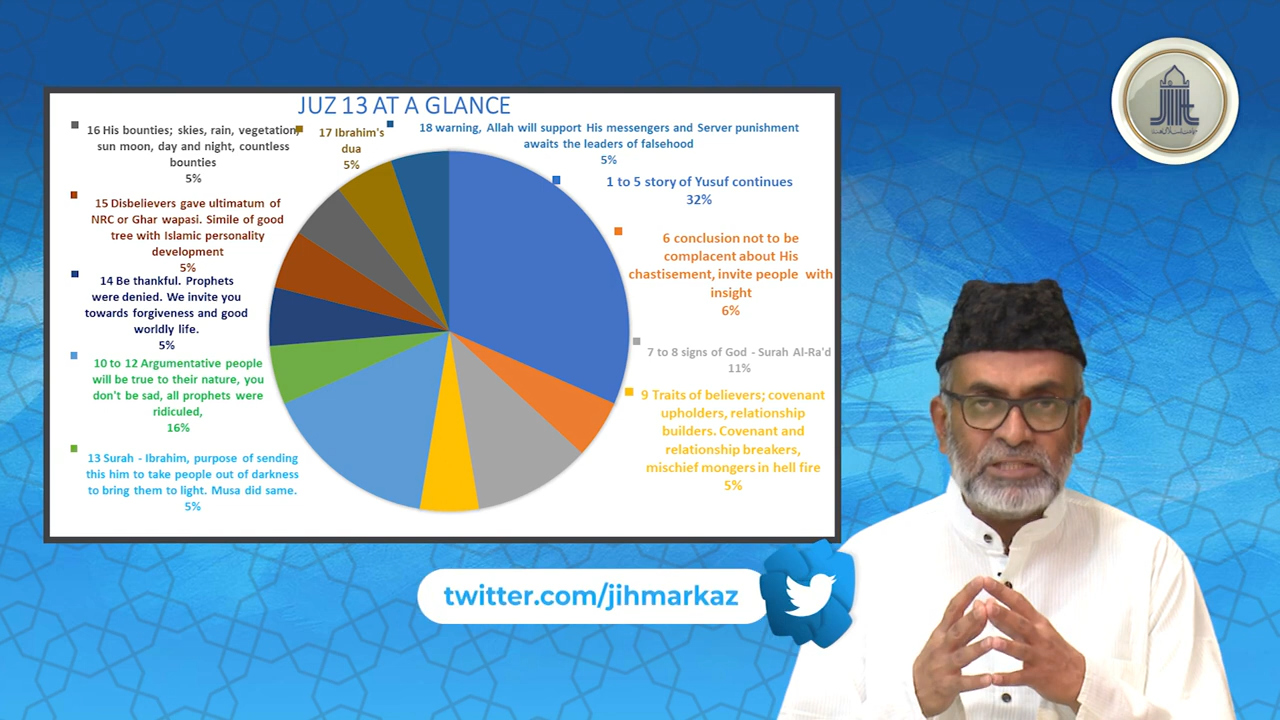 JUZ 13 AT A GLANCE
16 His bounties; skies, rain, vegetation,
sun moon, day and night, countless
bounties
5%
17 Ibrahim's
dua
5%
18 warning, Allah will support His messengers and Server punishment
awaits the leaders of falsehood
5%
1 to 5 story of Yusuf continues
32%
15 Disbelievers gave ultimatum of
NRC or Ghar wapasi. Simile of good
tree with Islamic personality
development
5%
6 conclusion not to be
complacent about His
chastisement, invite people with
insight
6%
14 Be thankful. Prophets
were denied. We invite you
towards forgiveness and good
worldly life.
5%
7 to 8 signs of God - Surah Al-Ra'd
11%
10 to 12 Argumentative people
will be true to their nature, you
don't be sad, all prophets were
ridiculed,
16%
9 Traits of believers; covenant
upholders, relationship
builders. Covenant and
relationship breakers,
mischief mongers in hell fire
5%
13 Surah - Ibrahim, purpose of sending
this him to take people out of darkness
to bring them to light. Musa did same.
5%
twitter.com/jihmarkaz